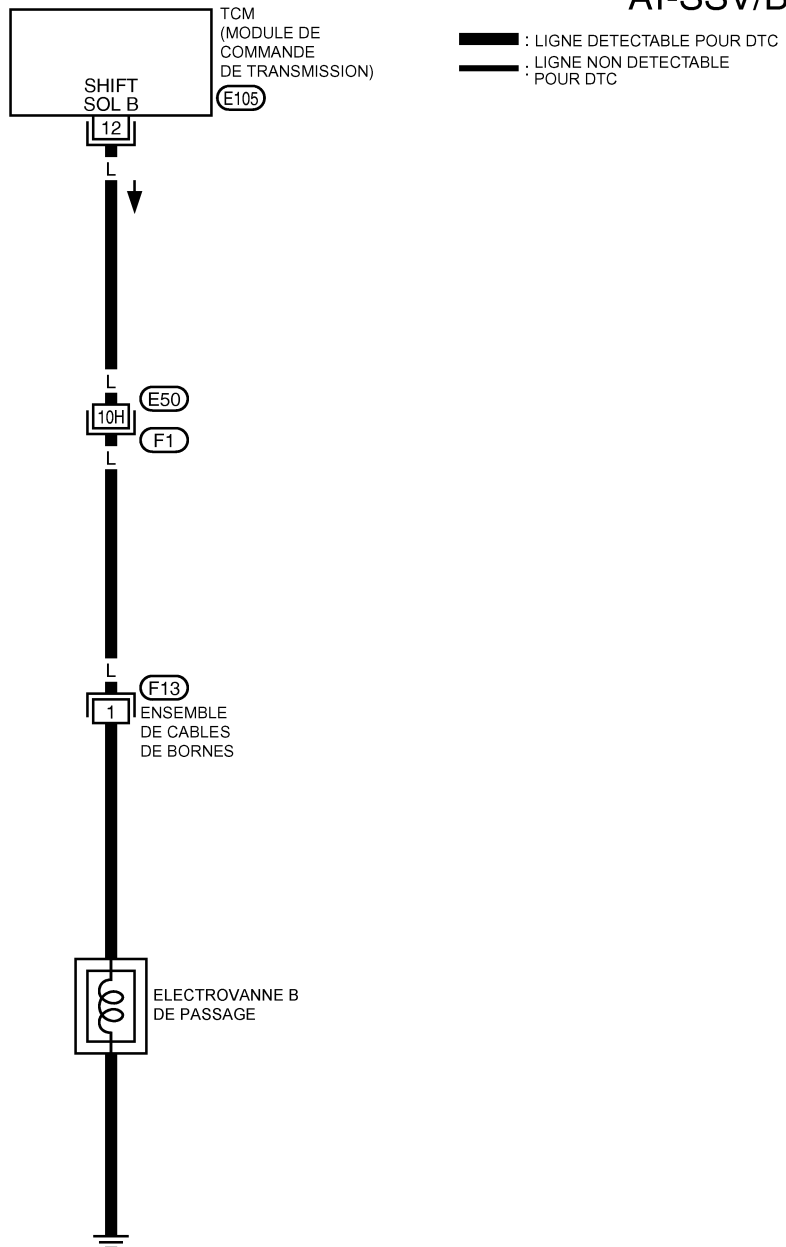 AT-SSV/B
TCM
(MODULE DE
COMMANDE
DE TRANSMISSION)
E105
SHIFT
SOL B
12
: LIGNE DETECTABLE POUR DTC
: LIGNE NON DETECTABLE
POUR DTC
L
L
E50
10H
F1
L
L
F13
1
ENSEMBLE
DE CABLES
DE BORNES
ELECTROVANNE B
DE PASSAGE